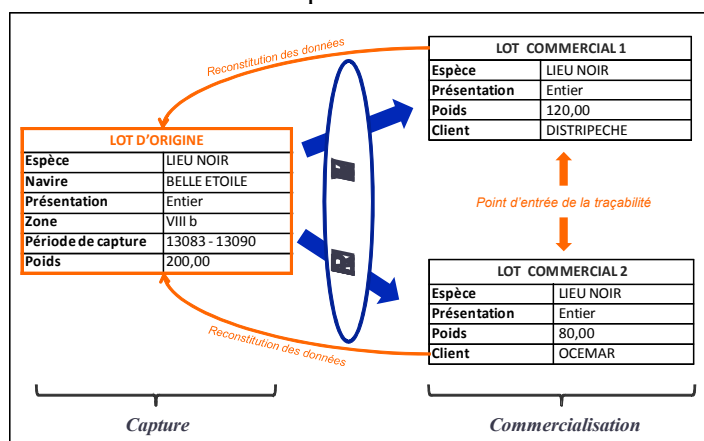 Reconstitution des données
LOT COMMERCIAL 1
Espèce LIEU NOIR
Présentation Entier
Poids 120,00
Client DISTRIPECHE
LOT D'ORIGINE
Espèce LIEU NOIR
Navire BELLE ETOILE
Présentation Entier
Zone VIII b
Période de capture 13083 - 13090
Poids 200,00
Point d'entrée de la traçabilité
LOT COMMERCIAL 2
Espèce LIEU NOIR
Présentation Entier
Poids 80,00
Client OCEMAR
Reconstitution des données
Capture
Commercialisation